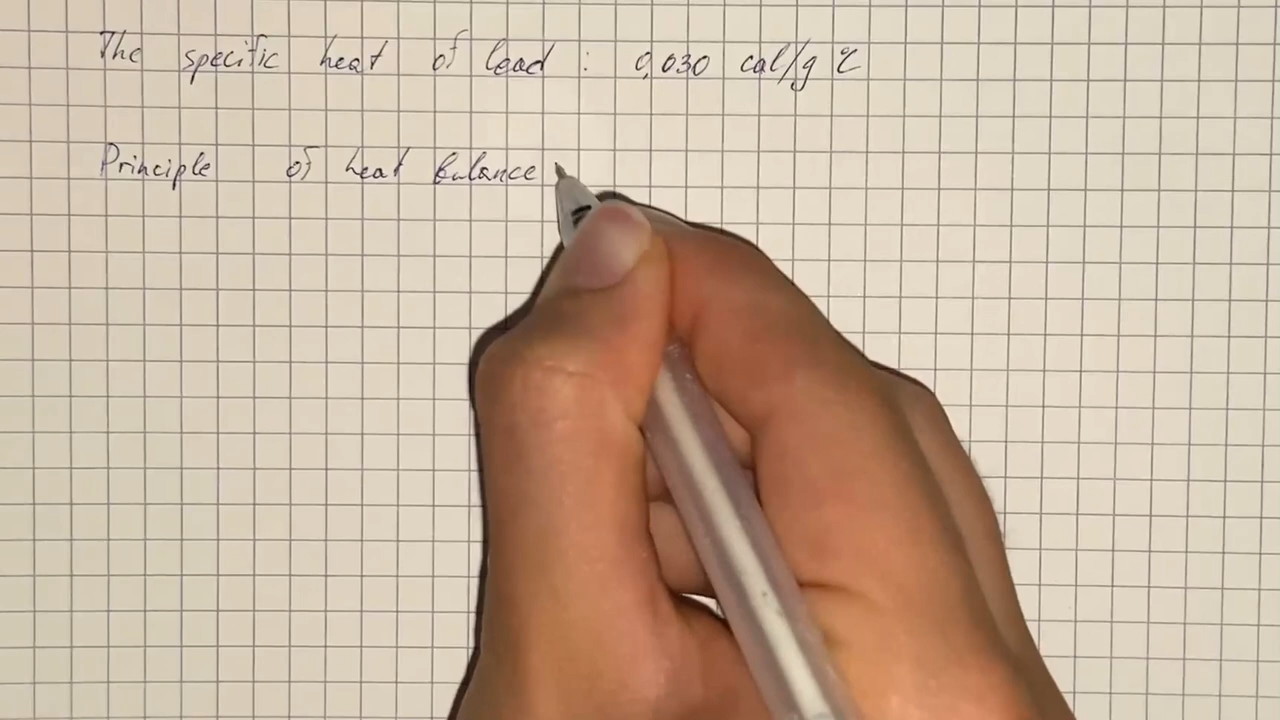 The specific heat of lead : 0,030 cal/g °C
Principle of heat balance